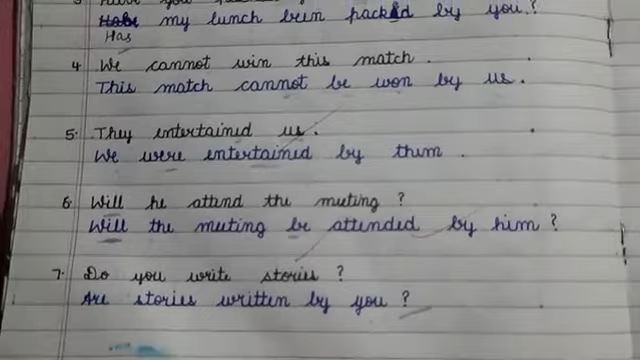 my lunch been packed by you?
Has
4 We cannot win this match.
This match cannot be won by us.
5. They entertained us.
We were entertained by them.
6. Will he attend the meeting?
Will the meeting be attended by him?
7. Do you write stories?
Are stories written by you?